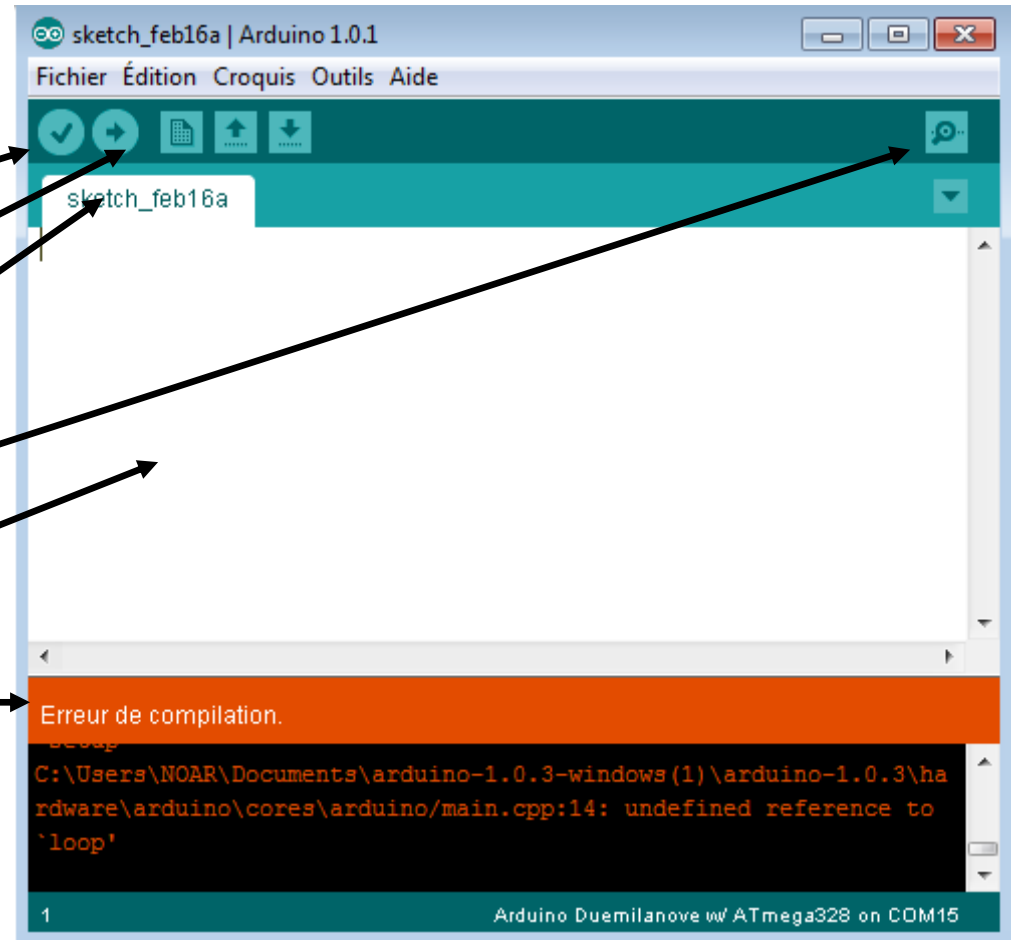 sketch_feb16a | Arduino 1.0.1
Fichier Édition Croquis Outils Aide
sketch_feb16a
Erreur de compilation.
C:\Users\NOAR\Documents\arduino-1.0.3-windows(1)\arduino-1.0.3\ha
rdware\arduino\cores\arduino/main.cpp:14: undefined reference to
`loop'
1 Arduino Duemilanove w/ ATmega328 on COM15